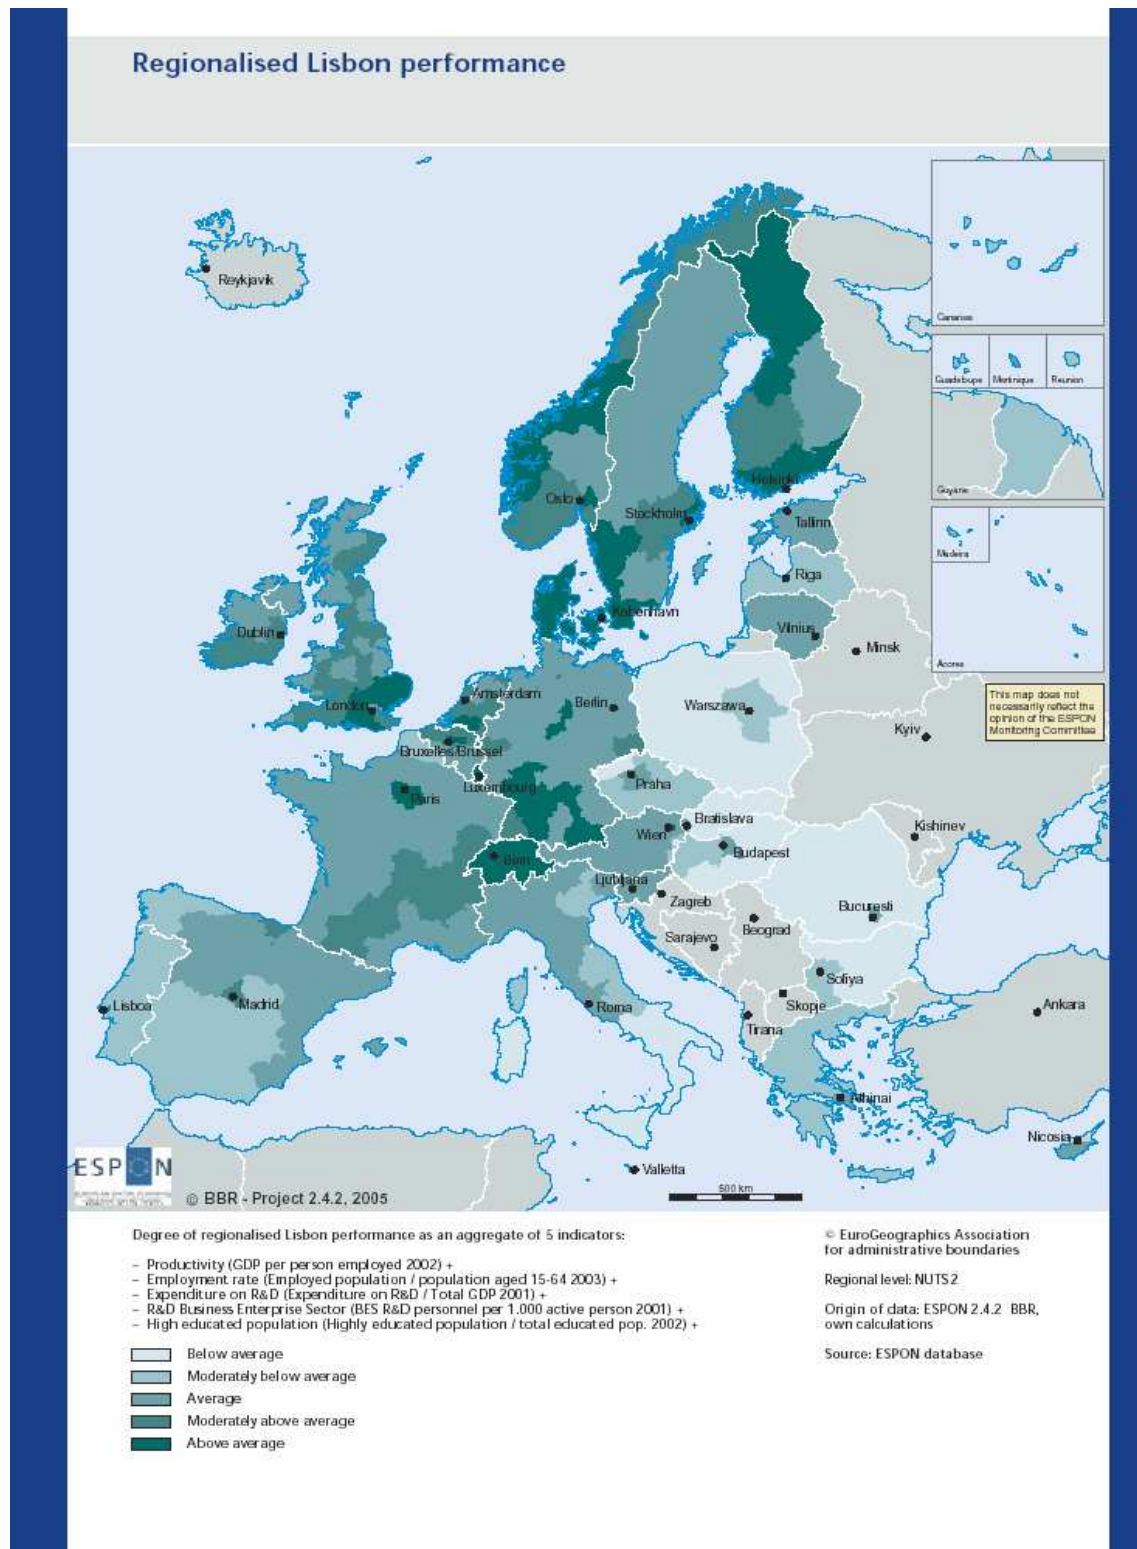 Regionalised Lisbon performance
Reykjavik
Canarias
Guadeloupe
Martinique
Reunion
Guyane
Madeira
Acores
Oslo
Helsinki
Stockholm
Tallinn
Riga
København
Vilnius
Minsk
Dublin
This map does not
necessarily reflect the
opinion of the ESPON
Monitoring Committee
Amsterdam
Berlin
London
Warszawa
Kyiv
Bruxelles/Brussel
Luxembourg
Praha
Paris
Bratislava
Kishinev
Wien
Budapest
Bern
Ljubljana
Zagreb
Bucuresti
Beograd
Sarajevo
Sofiya
Lisboa
Madrid
Roma
Skopje
Ankara
Tirana
Athinai
Nicosia
Valletta
ESPON
500 km
© BBR - Project 2.4.2, 2005
Degree of regionalised Lisbon performance as an aggregate of 5 indicators:
– Productivity (GDP per person employed 2002) +
– Employment rate (Employed population / population aged 15-64 2003) +
– Expenditure on R&D (Expenditure on R&D / Total GDP 2001) +
– R&D Business Enterprise Sector (BES R&D personnel per 1.000 active person 2001) +
– High educated population (Highly educated population / total educated pop. 2002) +
Below average
Moderately below average
Average
Moderately above average
Above average
© EuroGeographics Association
for administrative boundaries
Regional level: NUTS 2
Origin of data: ESPON 2.4.2 BBR,
own calculations
Source: ESPON database